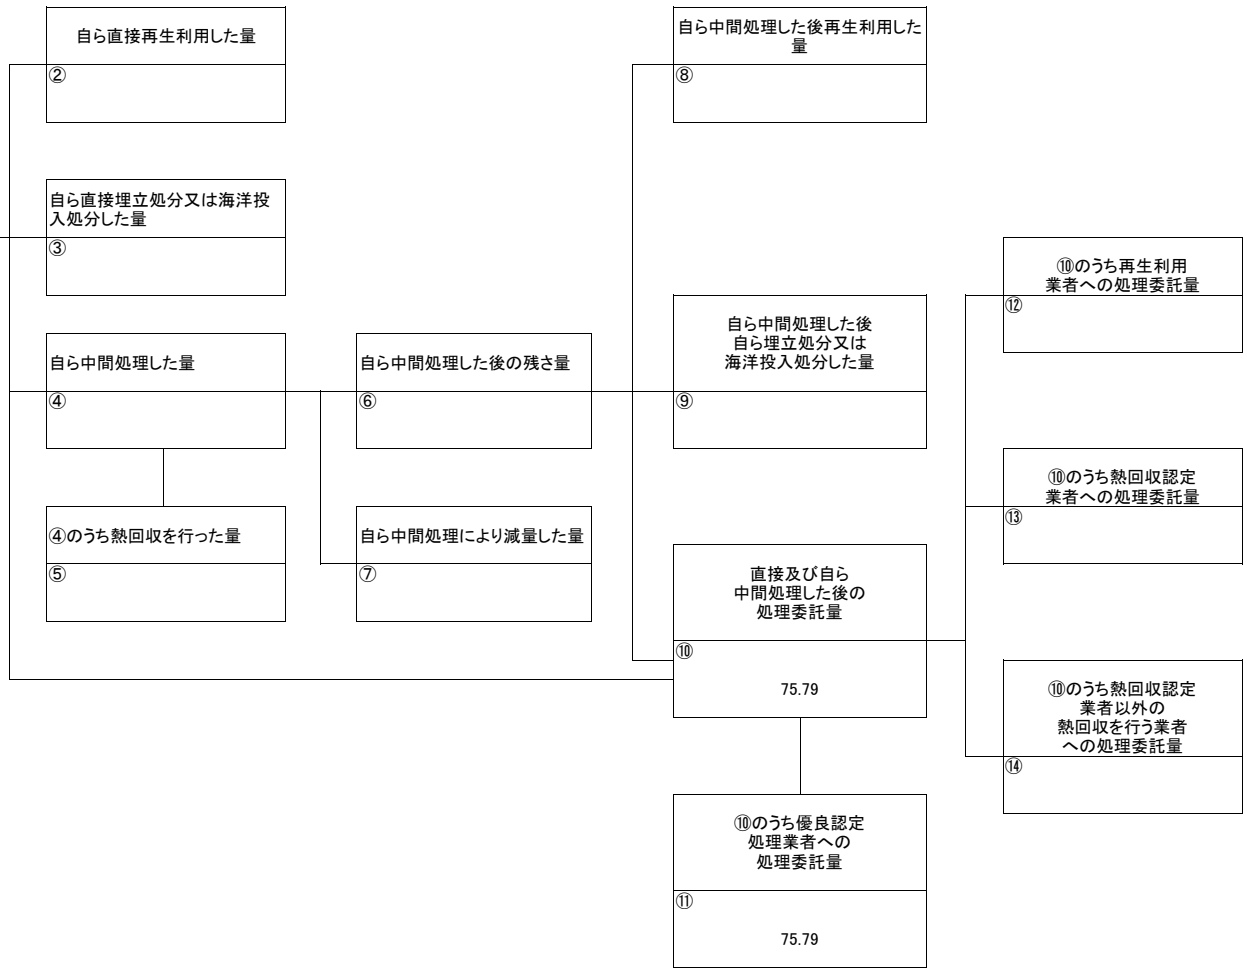 自ら直接再生利用した量
②
自ら直接埋立処分又は海洋投
入処分した量
③
自ら中間処理した量
④
④のうち熱回収を行った量
⑤
自ら中間処理した後の残さ量
⑥
自ら中間処理により減量した量
⑦
自ら中間処理した後再生利用した
量
⑧
自ら中間処理した後
自ら埋立処分又は
海洋投入処分した量
⑨
直接及び自ら
中間処理した後の
処理委託量
⑩
75.79
⑩のうち優良認定
処理業者への
処理委託量
⑪
75.79
⑩のうち再生利用
業者への処理委託量
⑫
⑩のうち熱回収認定
業者への処理委託量
⑬
⑩のうち熱回収認定
業者以外の
熱回収を行う業者
への処理委託量
⑭